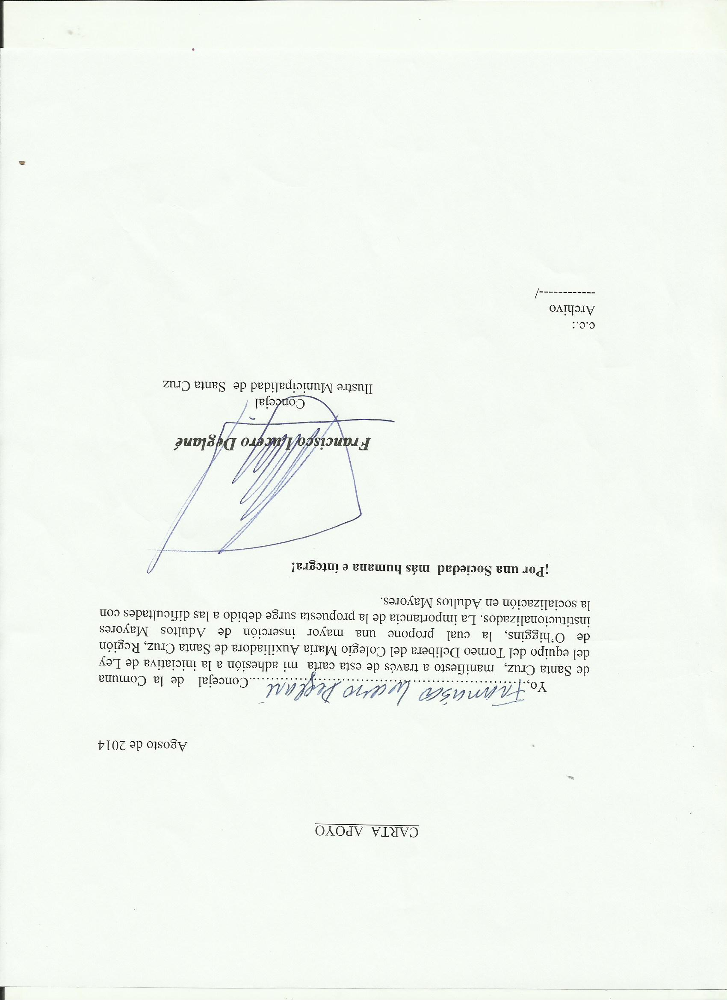 CARTA APOYO
Agosto de 2014
Yo, Francisco Lucero Deglané Concejal de la Comuna
de Santa Cruz, manifiesto a través de esta carta mi adhesión a la iniciativa de Ley
del equipo del Torneo Delibera del Colegio María Auxiliadora de Santa Cruz, Región
de O'higgins, la cual propone una mayor inserción de Adultos Mayores
institucionalizados. La importancia de la propuesta surge debido a las dificultades con
la socialización en Adultos Mayores.
¡Por una Sociedad más humana e íntegra!
Francisco Lucero Deglané
Concejal
Ilustre Municipalidad de Santa Cruz
c.c.:
Archivo
------------/